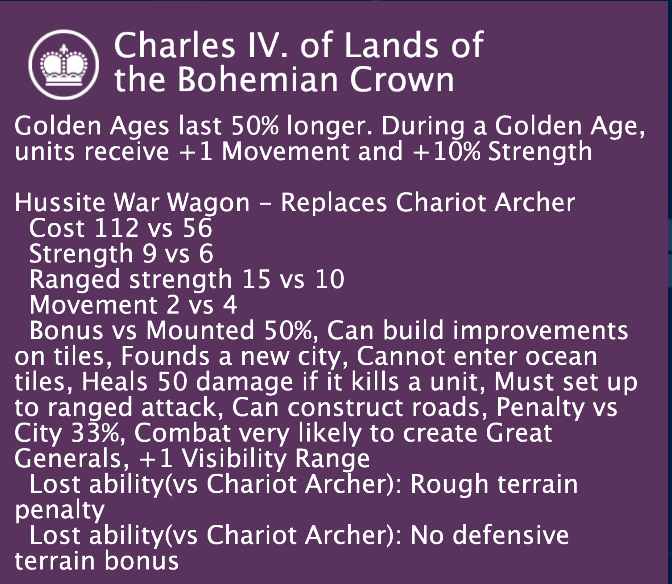 Charles IV. of Lands of
the Bohemian Crown
Golden Ages last 50% longer. During a Golden Age,
units receive +1 Movement and +10% Strength
Hussite War Wagon – Replaces Chariot Archer
Cost 112 vs 56
Strength 9 vs 6
Ranged strength 15 vs 10
Movement 2 vs 4
Bonus vs Mounted 50%, Can build improvements
on tiles, Founds a new city, Cannot enter ocean
tiles, Heals 50 damage if it kills a unit, Must set up
to ranged attack, Can construct roads, Penalty vs
City 33%, Combat very likely to create Great
Generals, +1 Visibility Range
Lost ability(vs Chariot Archer): Rough terrain
penalty
Lost ability(vs Chariot Archer): No defensive
terrain bonus